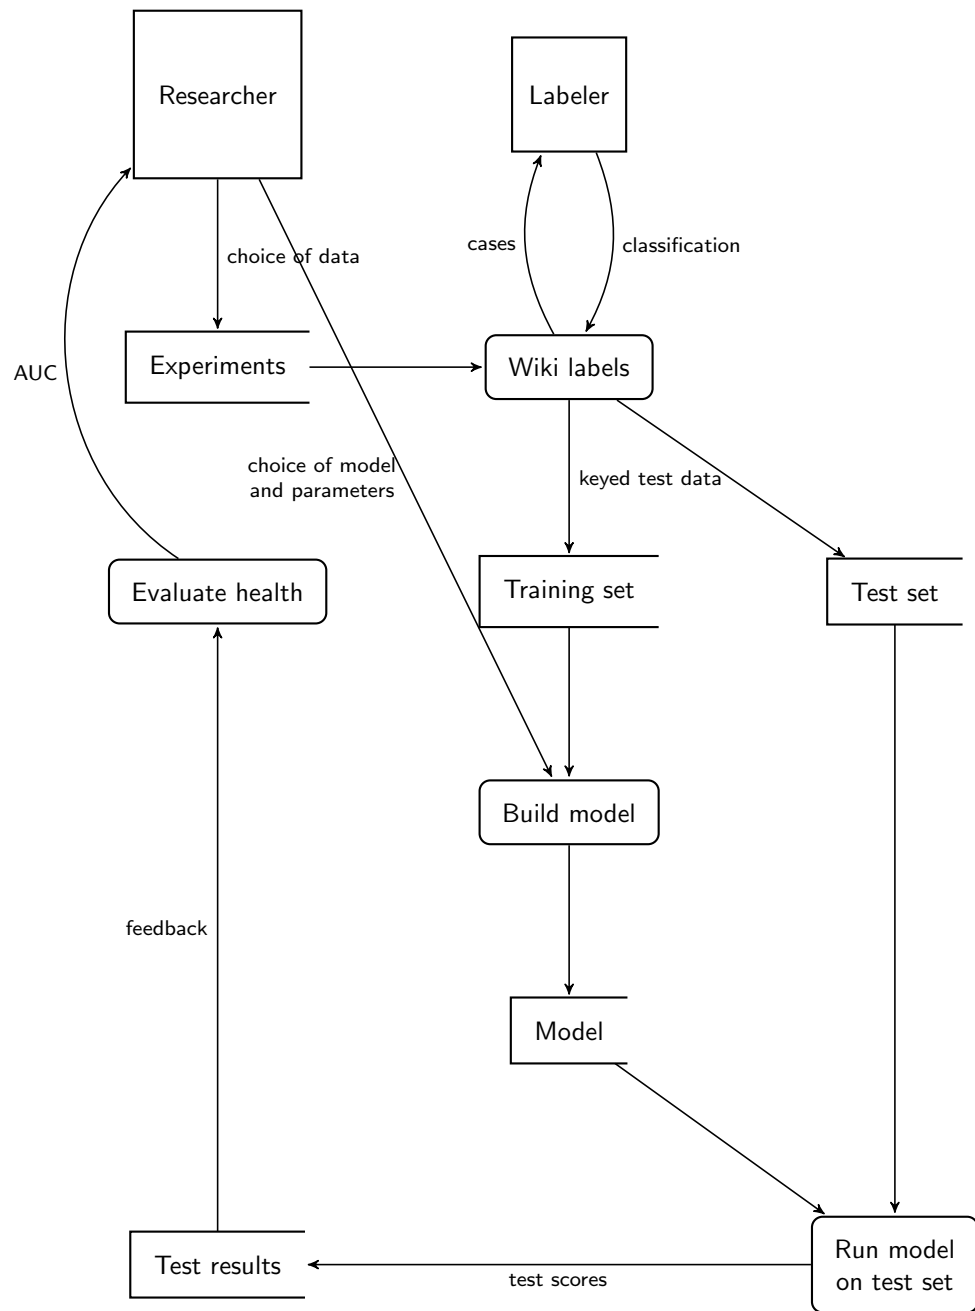 Researcher
Labeler
cases
classification
choice of data
Experiments
Wiki labels
AUC
choice of model
and parameters
keyed test data
Evaluate health
Training set
Test set
Build model
feedback
Model
Run model
on test set
Test results
test scores